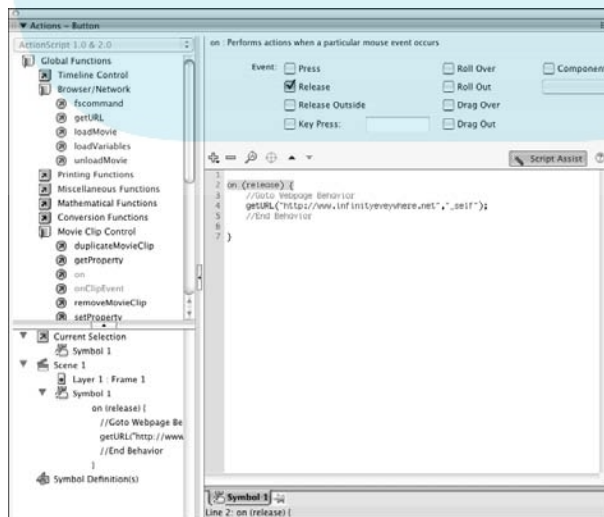 Actions – Button
ActionScript 1.0 & 2.0
Global Functions
Timeline Control
Browser/Network
fscommand
getURL
loadMovie
loadVariables
unloadMovie
Printing Functions
Miscellaneous Functions
Mathematical Functions
Conversion Functions
Movie Clip Control
duplicateMovieClip
getProperty
on
onClipEvent
removeMovieClip
setProperty
Current Selection
Symbol 1
Scene 1
Layer 1 : Frame 1
Symbol 1
on (release) {
//Goto Webpage Be
getURL("http://www
//End Behavior
}
Symbol Definition(s)
on : Performs actions when a particular mouse event occurs
Event: Press Roll Over Component
Release Roll Out
Release Outside Drag Over
Key Press: Drag Out
Script Assist
1
2 on (release) {
3 //Goto Webpage Behavior
4 getURL("http://www.infinityeveywhere.net","_self");
5 //End Behavior
6
7 }
Symbol 1
Line 2: on (release) {